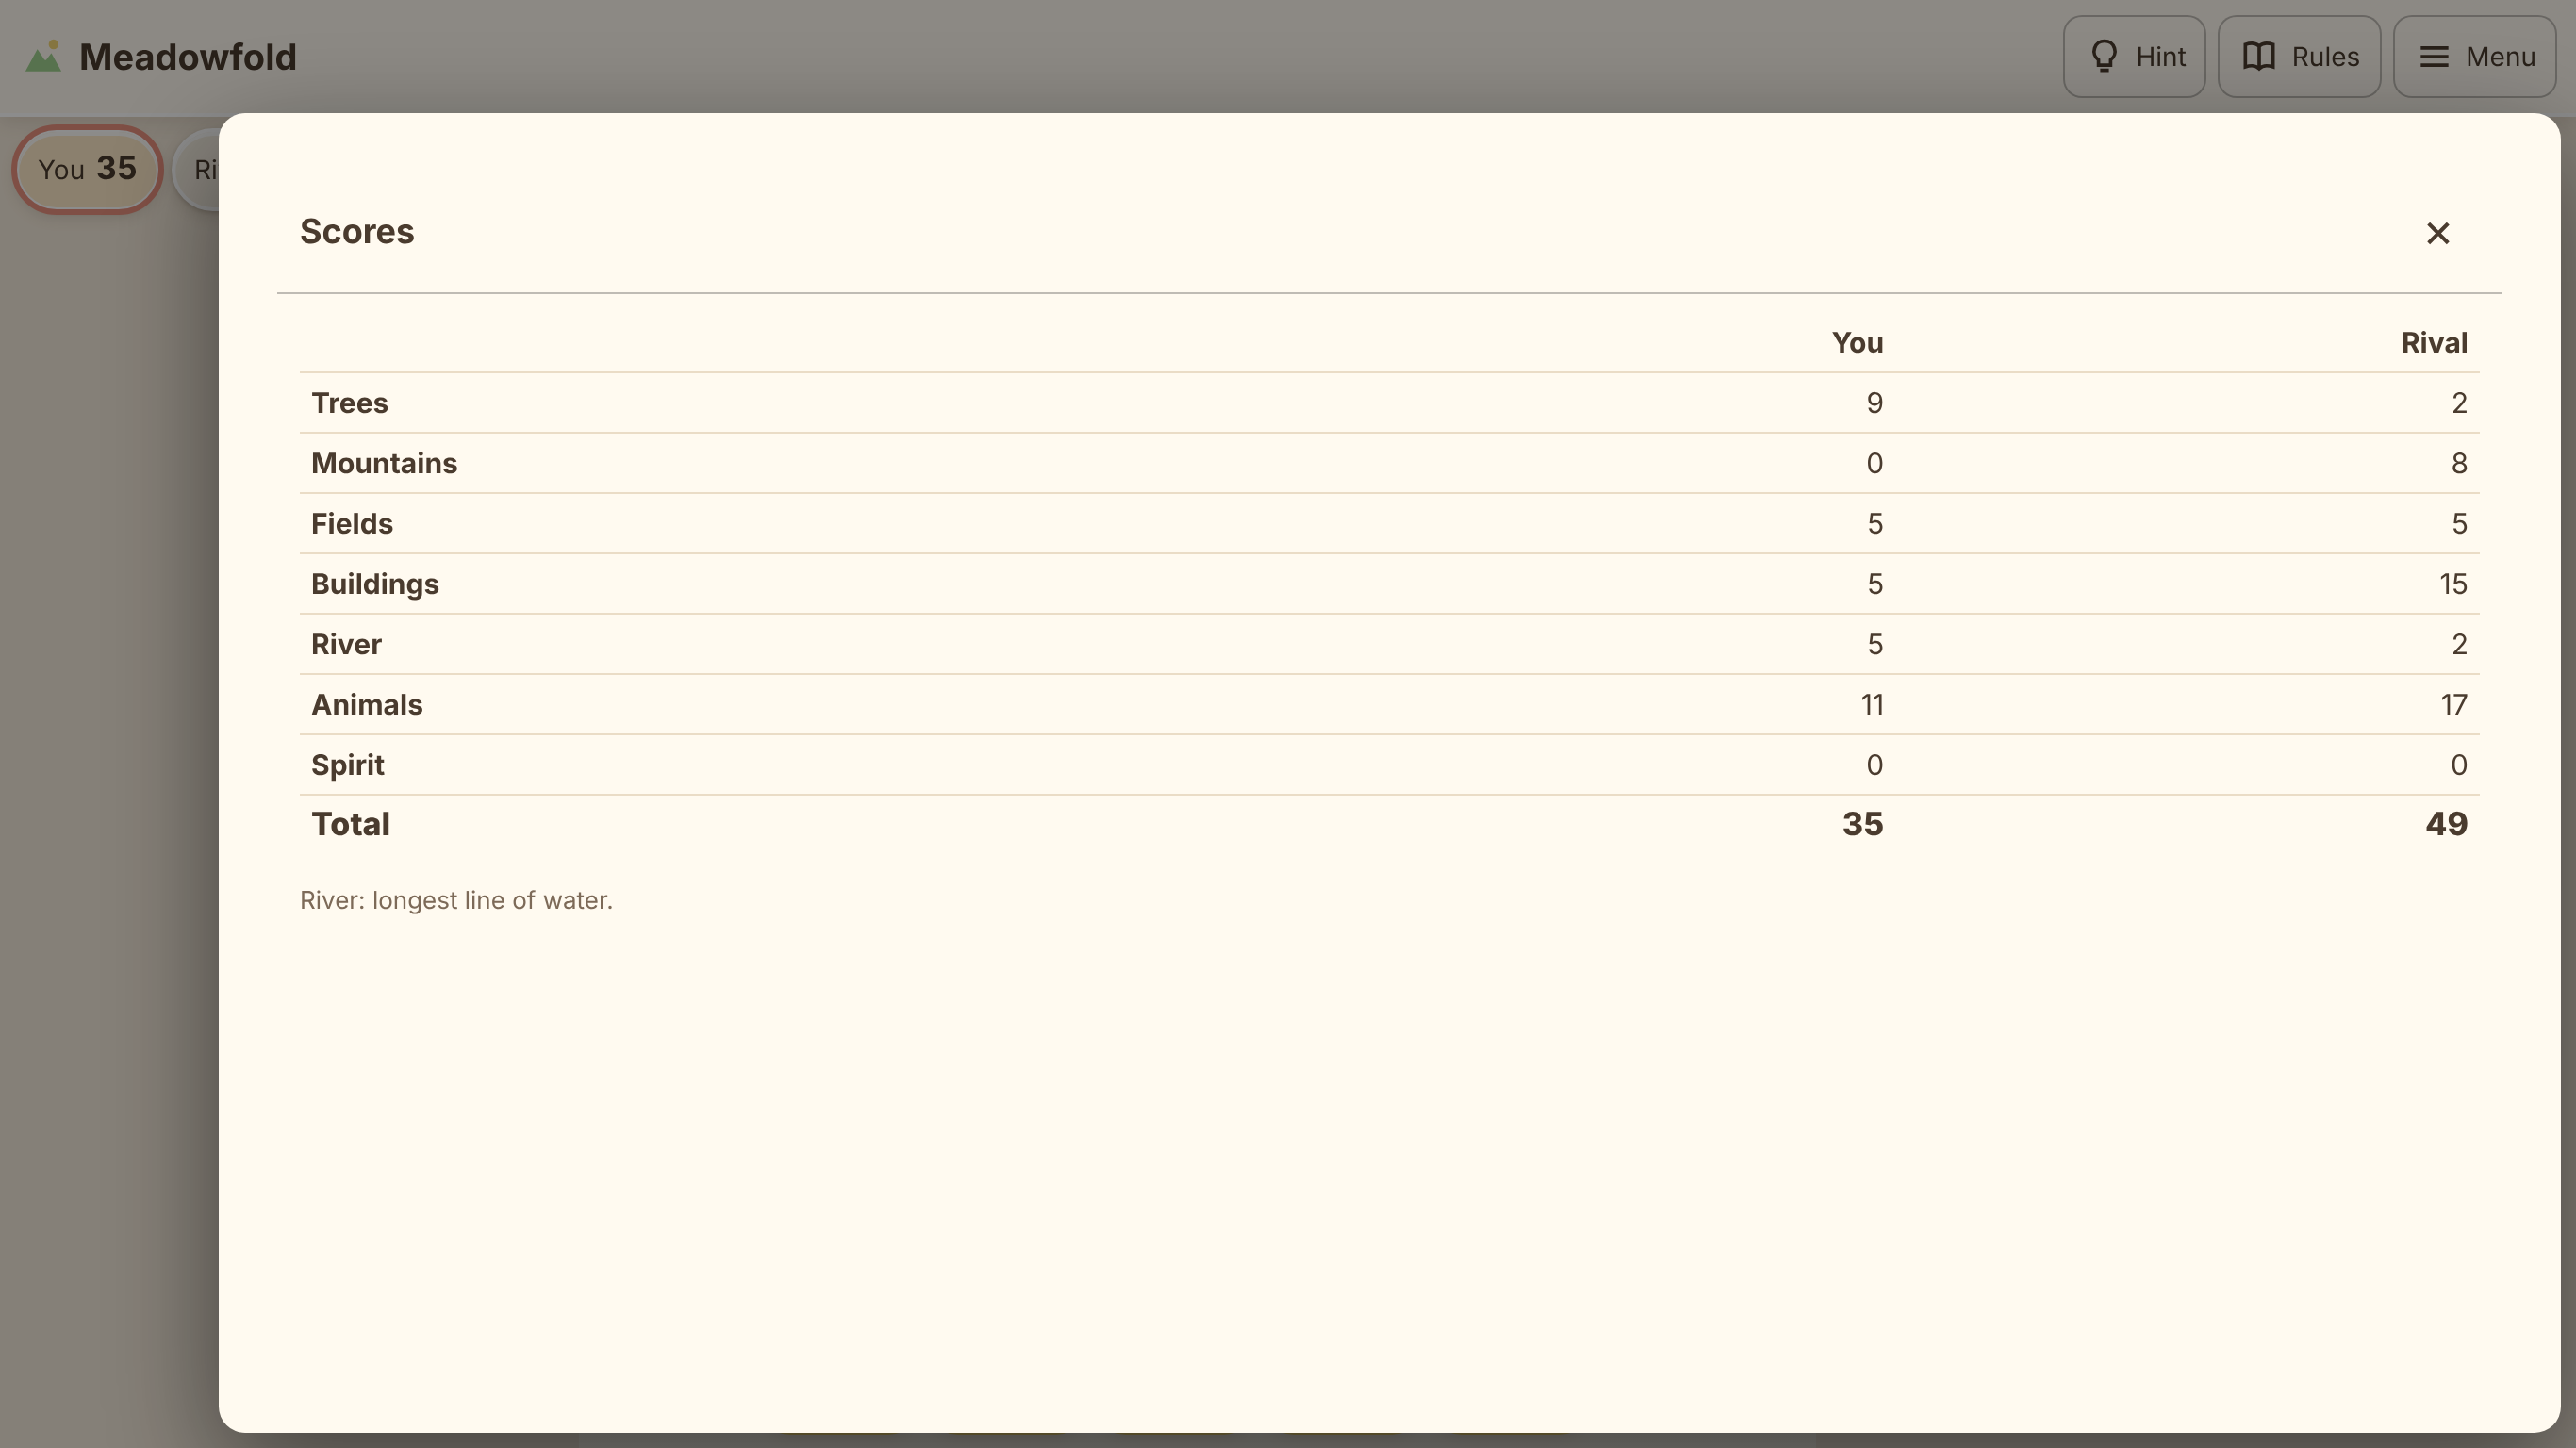 Meadowfold
Hint
Rules
Menu
You 35
Ri
Scores
You Rival
Trees 9 2
Mountains 0 8
Fields 5 5
Buildings 5 15
River 5 2
Animals 11 17
Spirit 0 0
Total 35 49
River: longest line of water.